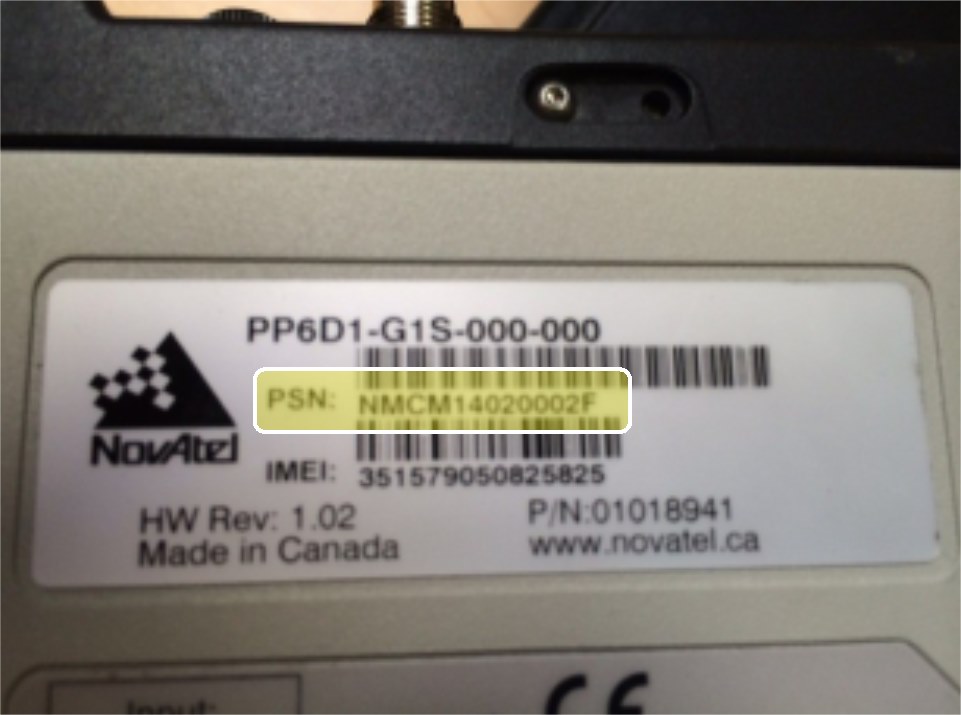 PP6D1-G1S-000-000
PSN: NMCM14020002F
NovAtel
IMEI: 351579050825825
HW Rev: 1.02
P/N:01018941
Made in Canada
www.novatel.ca
Input:
CE